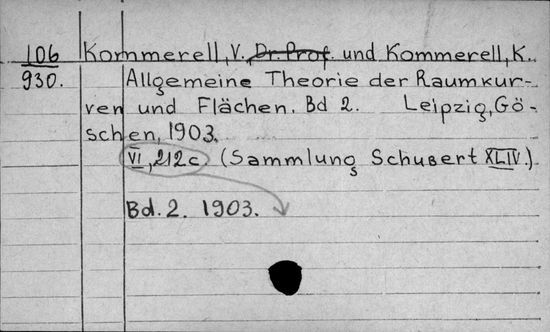 106 Kommerell, V. Dr. Prof. und Kommerell, K.
930. Allgemeine Theorie der Raumkur-
ven und Flächen. Bd 2. Leipzig, Gö-
schen, 1903.
VI, 212c (Sammlung Schubert XLIV.)
Bd. 2. 1903.